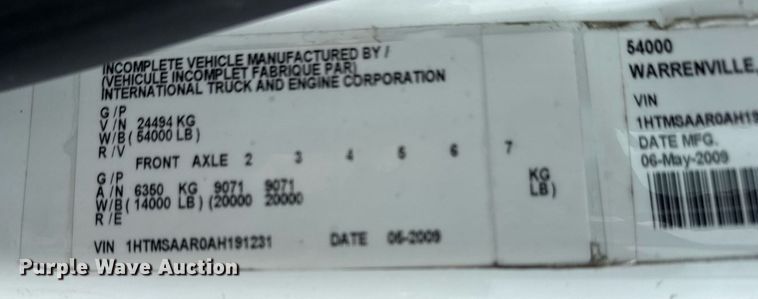 INCOMPLETE VEHICLE MANUFACTURED BY /
(VEHICULE INCOMPLET FABRIQUE PAR)
INTERNATIONAL TRUCK AND ENGINE CORPORATION
G / P
V / N 24494 KG
W/B ( 54000 LB )
R / V
FRONT AXLE 2 3 4 5 6 7
G / P
A / N 6350 KG 9071 9071 KG
W/B ( 14000 LB ) (20000 20000 LB )
R / E
VIN 1HTMSAAR0AH191231 DATE 05-2009
54000
WARRENVILLE,
VIN
1HTMSAAR0AH19
DATE MFG.
06-May-2009
Purple Wave Auction